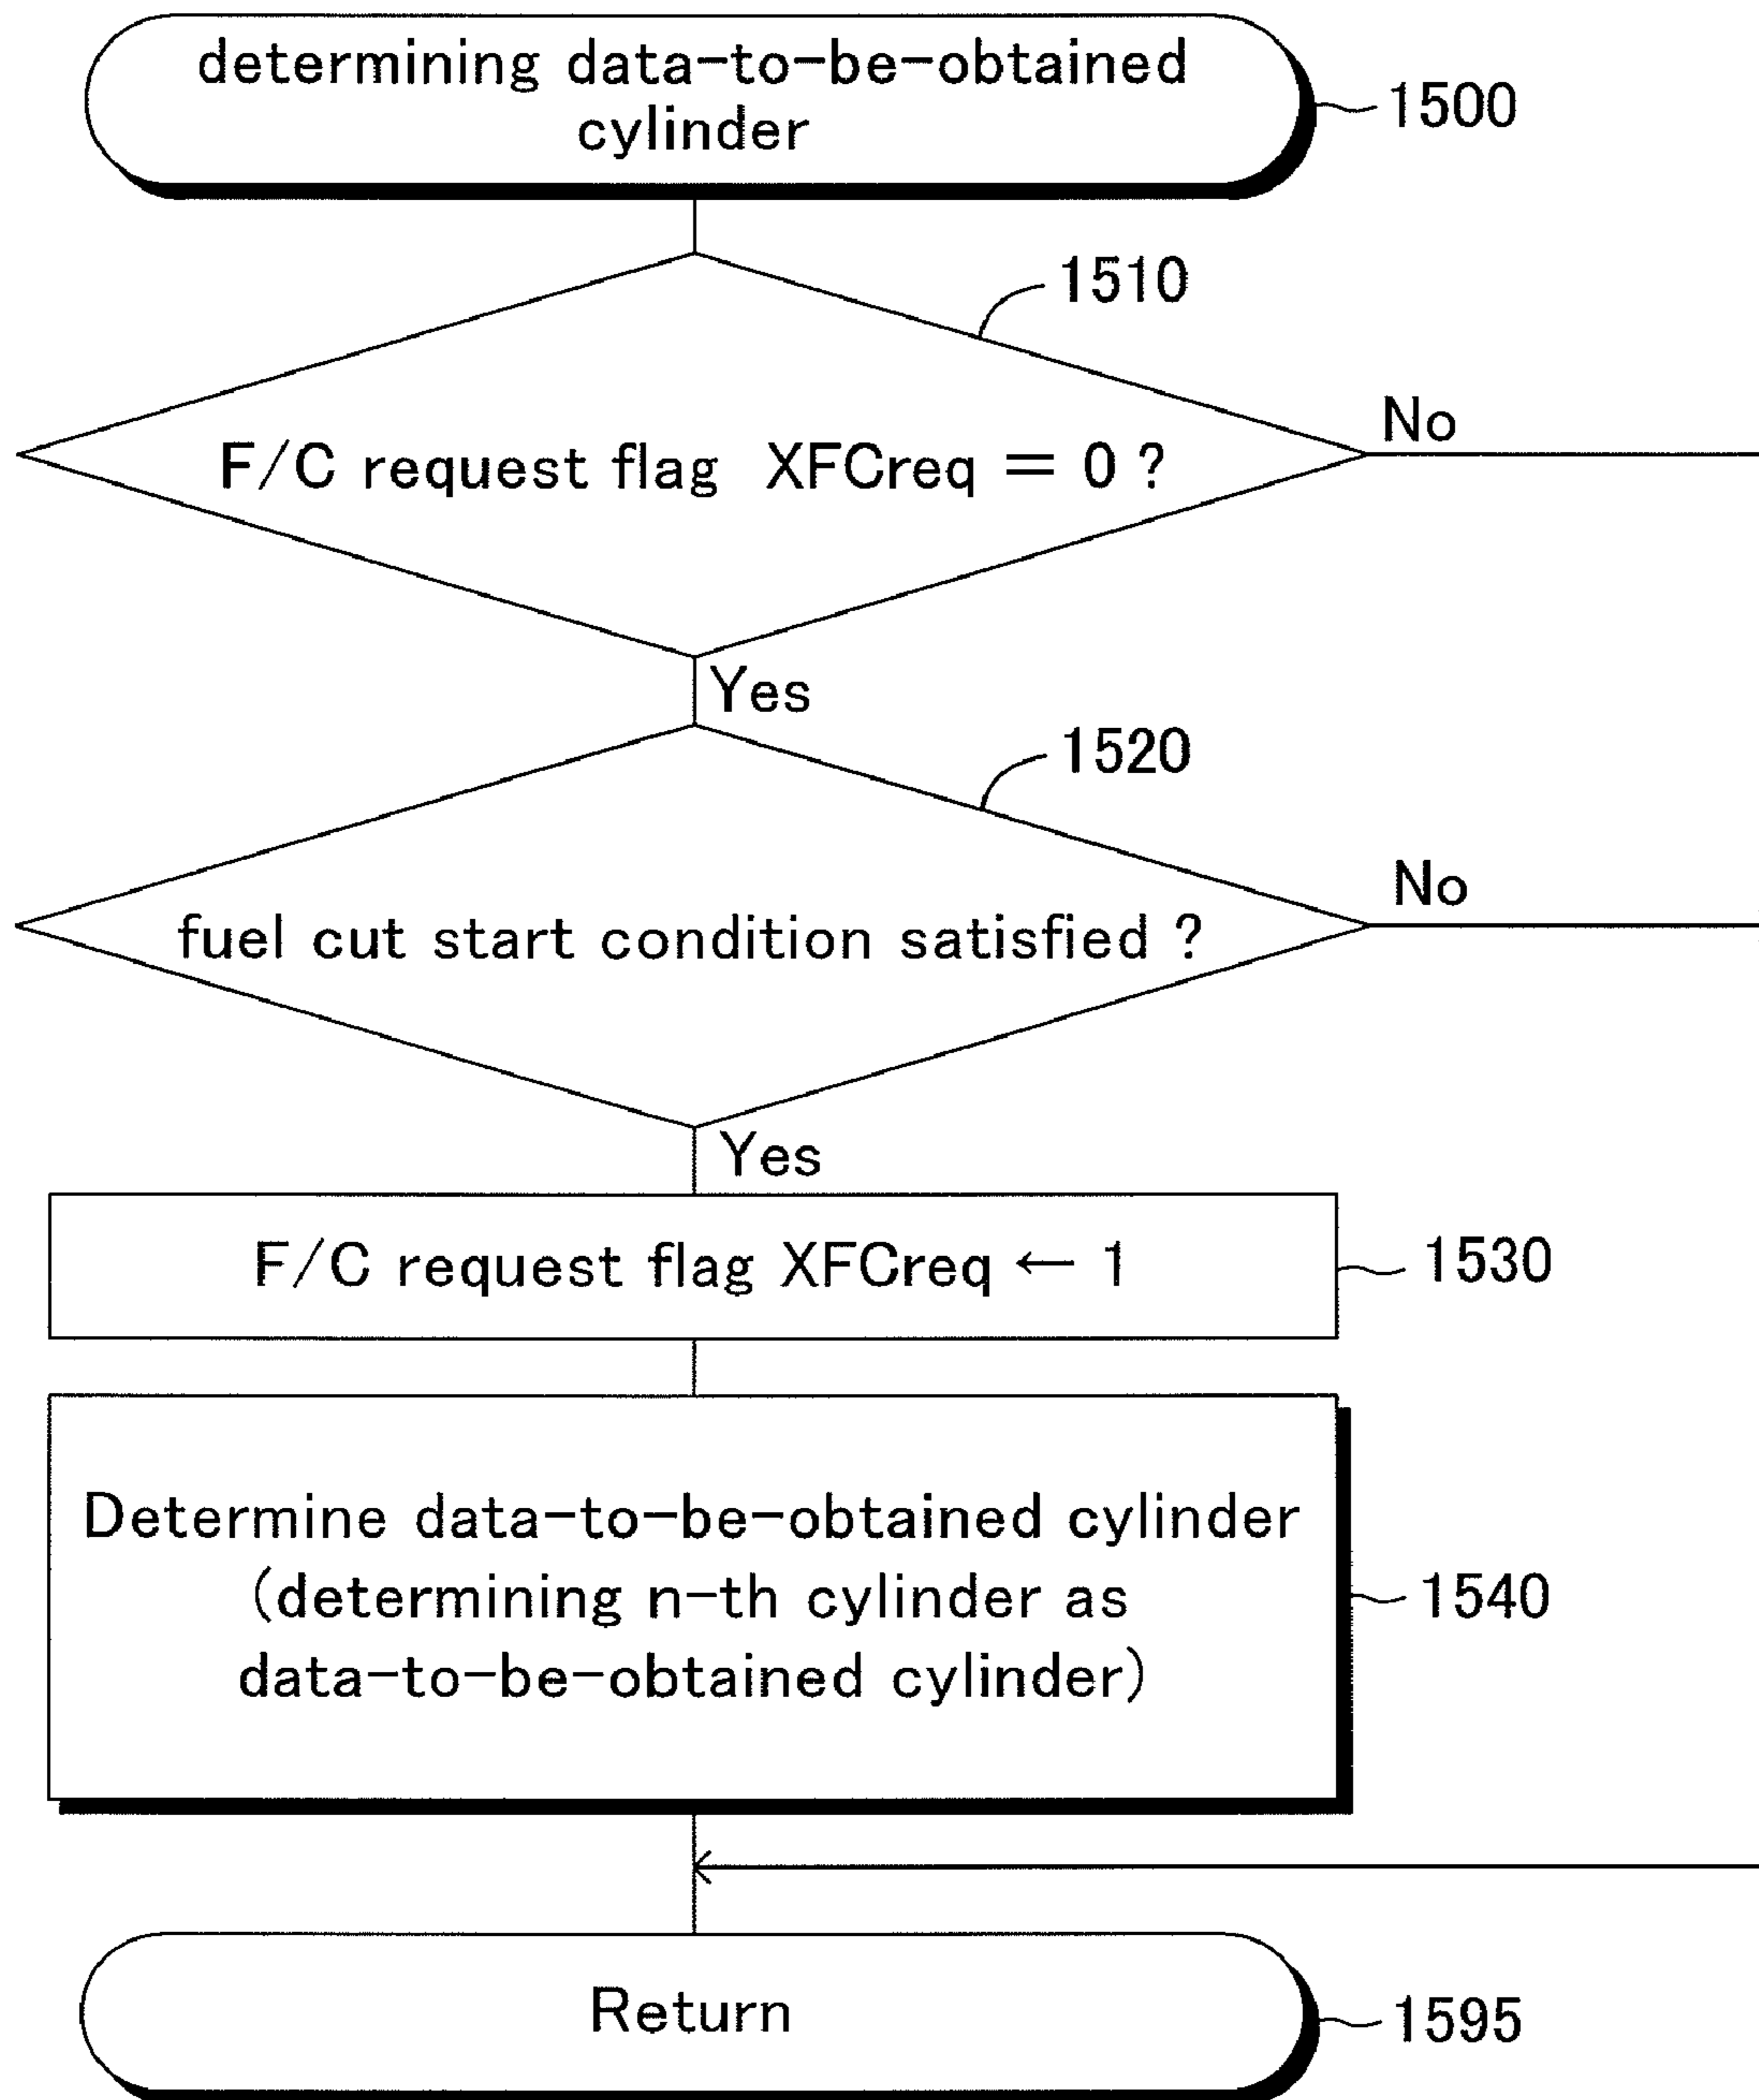 determining data-to-be-obtained
cylinder
1500
1510
No
F/C request flag XFCreq = 0 ?
Yes
1520
No
fuel cut start condition satisfied ?
Yes
F/C request flag XFCreq ← 1
1530
Determine data-to-be-obtained cylinder
(determining n-th cylinder as
data-to-be-obtained cylinder)
1540
Return
1595